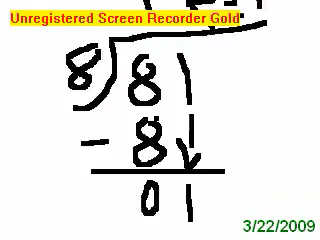 Unregistered Screen Recorder Gold
8)81
- 8↓
01
3/22/2009